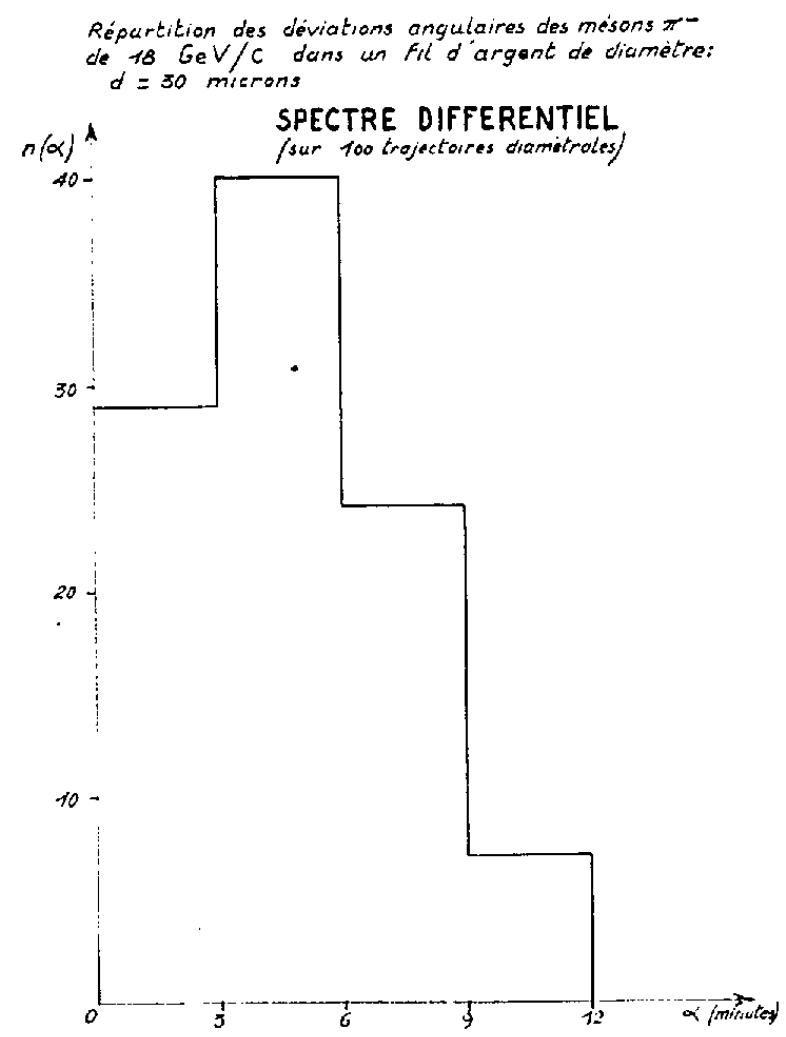 Répartition des déviations angulaires des mésons π⁻
de 18 GeV/C dans un fil d'argent de diamètre:
d = 30 microns
SPECTRE DIFFERENTIEL
(sur 100 trajectoires diamétrales)
n(α)
40
30
20
10
0 3 6 9 12 α (minutes)